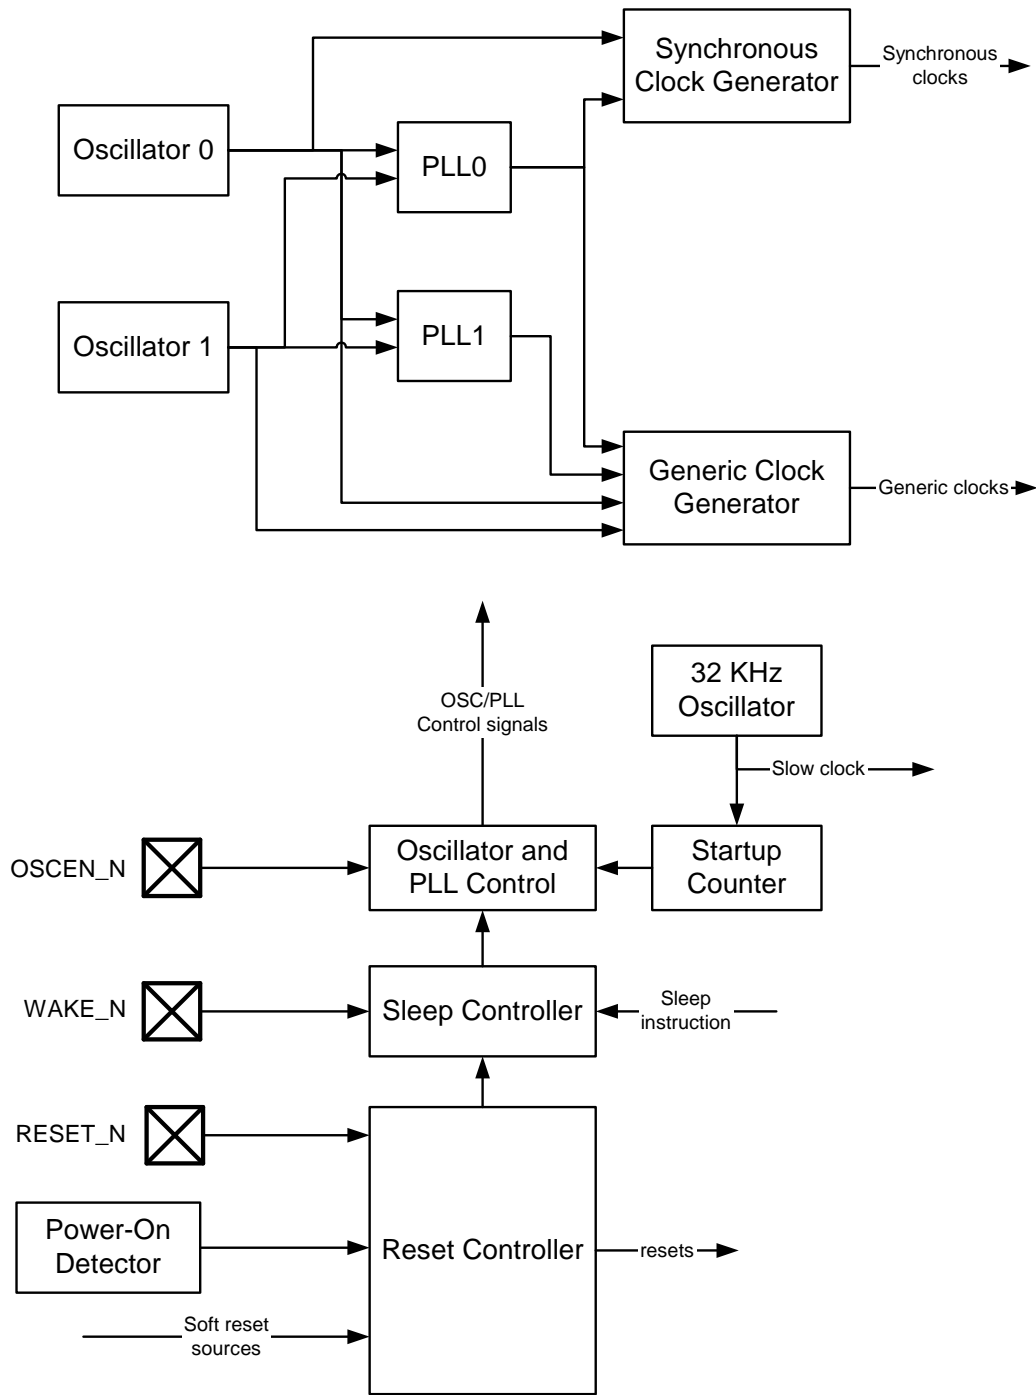 Synchronous
Clock Generator
Synchronous
clocks
Oscillator 0
PLL0
Oscillator 1
PLL1
Generic Clock
Generator
Generic clocks
OSC/PLL
Control signals
32 KHz
Oscillator
Slow clock
OSCEN_N
Oscillator and
PLL Control
Startup
Counter
WAKE_N
Sleep Controller
Sleep
instruction
RESET_N
Power-On
Detector
Reset Controller
resets
Soft reset
sources